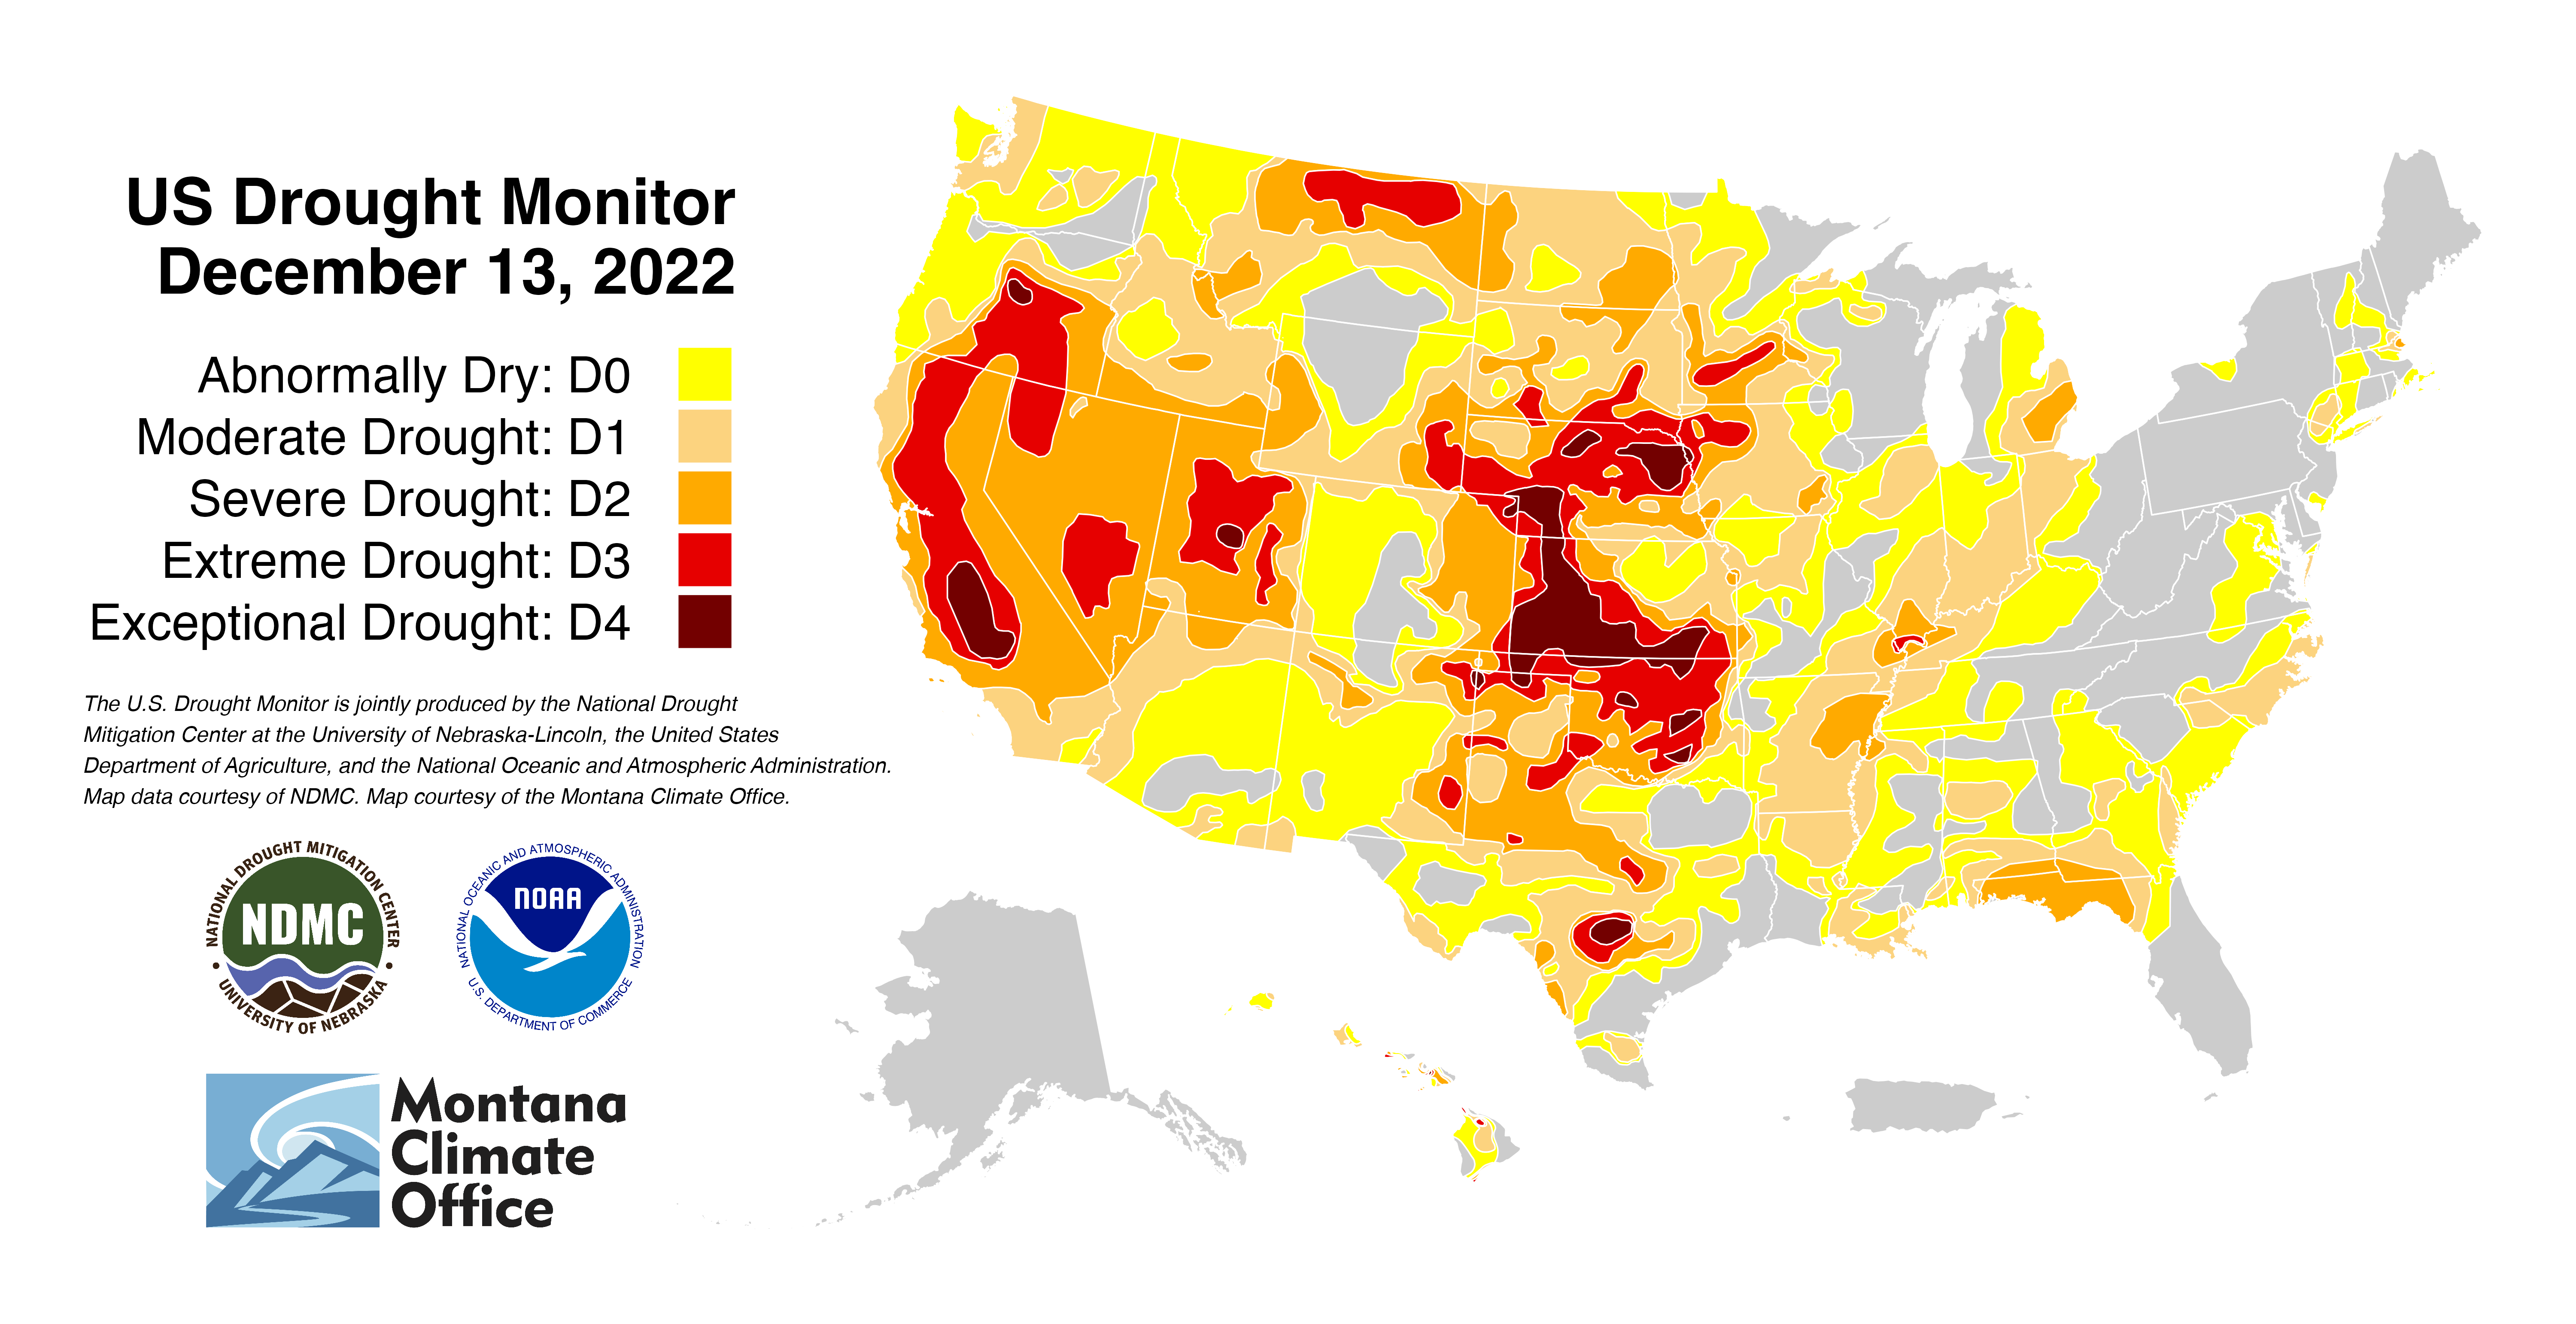 US Drought Monitor
December 13, 2022
Abnormally Dry: D0
Moderate Drought: D1
Severe Drought: D2
Extreme Drought: D3
Exceptional Drought: D4
The U.S. Drought Monitor is jointly produced by the National Drought
Mitigation Center at the University of Nebraska-Lincoln, the United States
Department of Agriculture, and the National Oceanic and Atmospheric Administration.
Map data courtesy of NDMC. Map courtesy of the Montana Climate Office.
NATIONAL DROUGHT MITIGATION CENTER
NDMC
UNIVERSITY OF NEBRASKA
NATIONAL OCEANIC AND ATMOSPHERIC ADMINISTRATION
NOAA
U.S. DEPARTMENT OF COMMERCE
Montana
Climate
Office